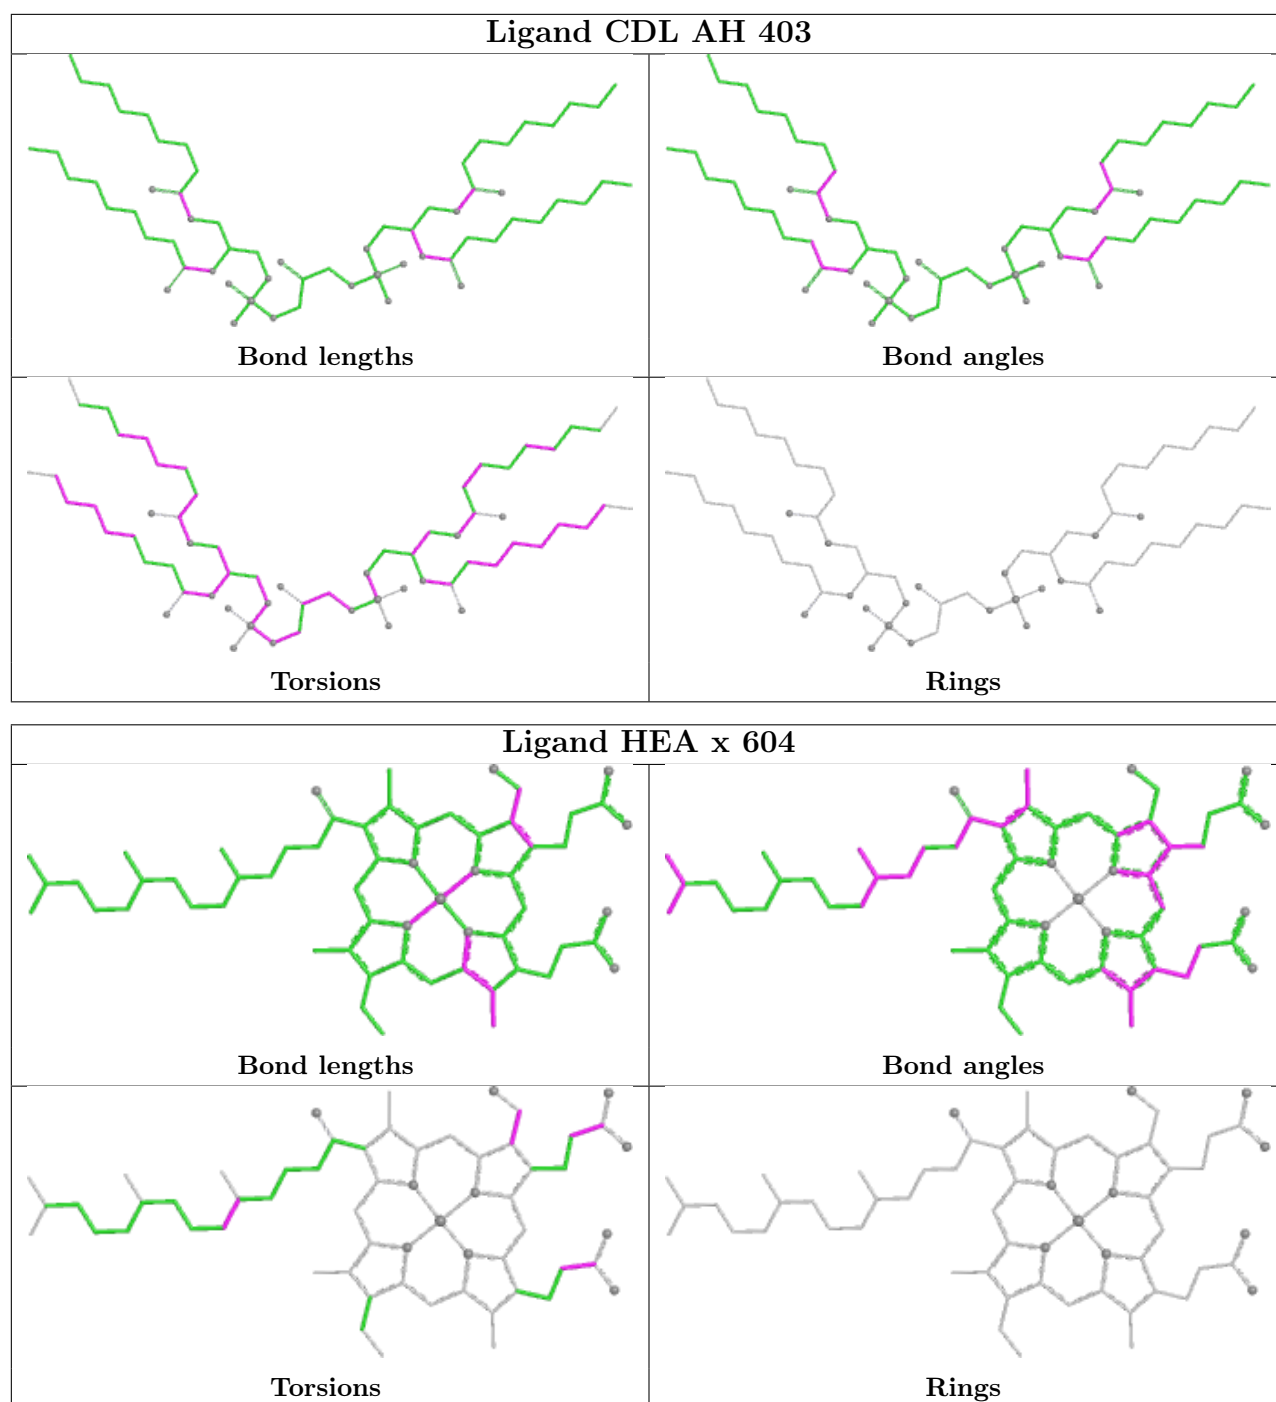 Ligand CDL AH 403
Bond lengths
Bond angles
Torsions
Rings
Ligand HEA x 604
Bond lengths
Bond angles
Torsions
Rings